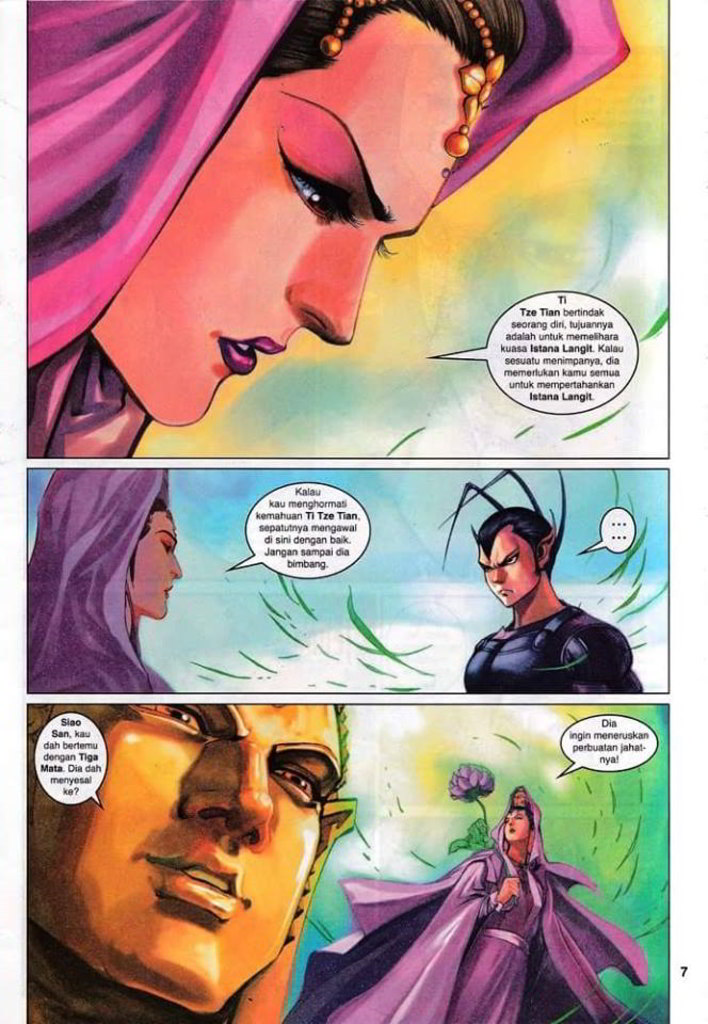 Ti
Tze Tian bertindak
seorang diri, tujuannya
adalah untuk memelihara
kuasa Istana Langit. Kalau
sesuatu menimpanya, dia
memerlukan kamu semua
untuk mempertahankan
Istana Langit.
Kalau
kau menghormati
kemahuan Ti Tze Tian,
sepatutnya mengawal
di sini dengan baik.
Jangan sampai dia
bimbang.
...
...
Siao
San, kau
dah bertemu
dengan Tiga
Mata. Dia dah
menyesal
ke?
Dia
ingin meneruskan
perbuatan jahat-
nya!
7